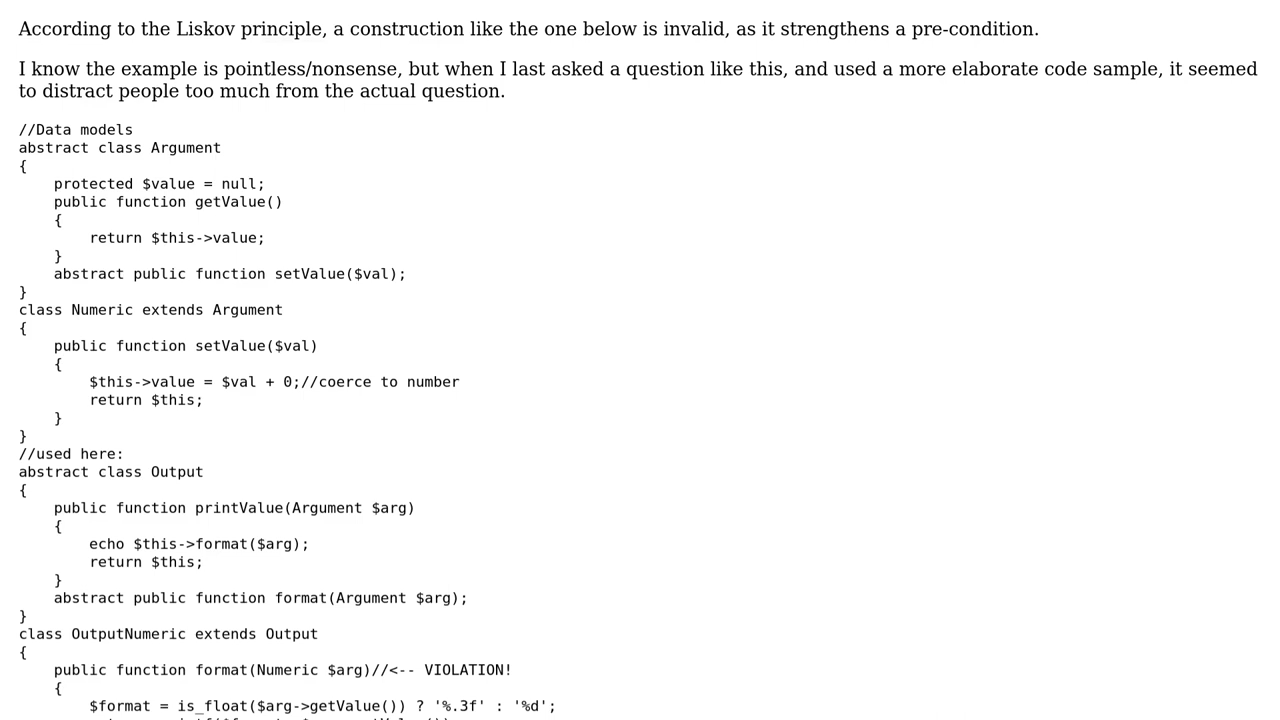 According to the Liskov principle, a construction like the one below is invalid, as it strengthens a pre-condition.
I know the example is pointless/nonsense, but when I last asked a question like this, and used a more elaborate code sample, it seemed
to distract people too much from the actual question.
//Data models
abstract class Argument
{
    protected $value = null;
    public function getValue()
    {
        return $this->value;
    }
    abstract public function setValue($val);
}
class Numeric extends Argument
{
    public function setValue($val)
    {
        $this->value = $val + 0;//coerce to number
        return $this;
    }
}
//used here:
abstract class Output
{
    public function printValue(Argument $arg)
    {
        echo $this->format($arg);
        return $this;
    }
    abstract public function format(Argument $arg);
}
class OutputNumeric extends Output
{
    public function format(Numeric $arg)//<-- VIOLATION!
    {
        $format = is_float($arg->getValue()) ? '%.3f' : '%d';